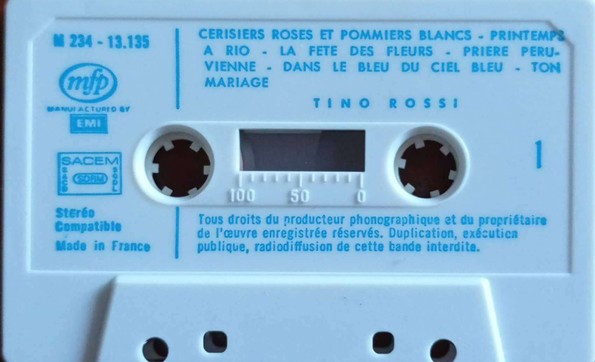 M 234 - 13.135
mfp
MANUFACTURED BY
EMI
SACEM
SACD
SDRM
SGDL
Stéréo
Compatible
Made in France
CERISIERS ROSES ET POMMIERS BLANCS - PRINTEMPS
A RIO - LA FETE DES FLEURS - PRIERE PERU-
VIENNE - DANS LE BLEU DU CIEL BLEU - TON
MARIAGE
TINO ROSSI
1
100 50 0
Tous droits du producteur phonographique et du propriétaire
de l'œuvre enregistrée réservés. Duplication, exécution
publique, radiodiffusion de cette bande interdite.